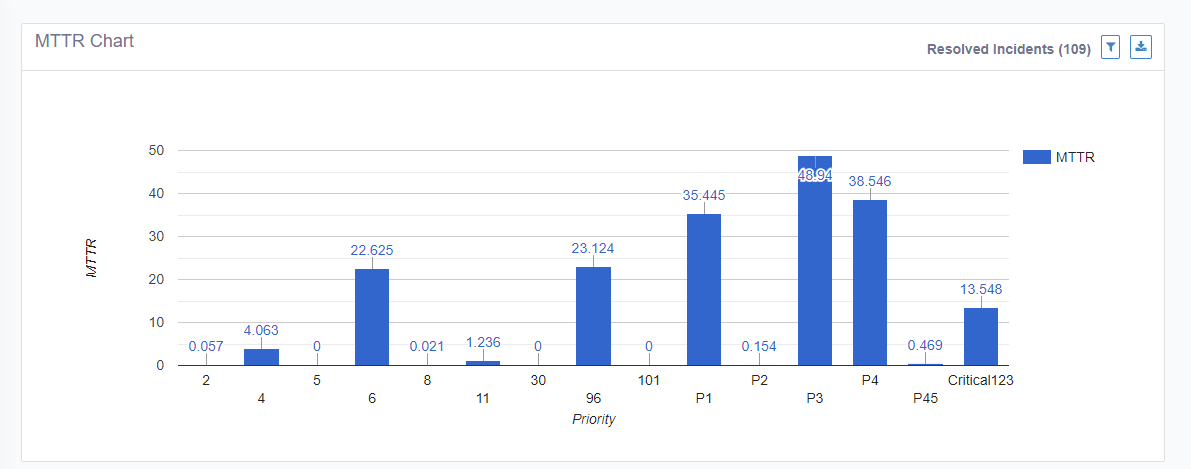 MTTR Chart
Resolved Incidents (109)
50
40
30
20
10
0
MTTR
0.057
4.063
0
22.625
0.021
1.236
0
23.124
0
35.445
0.154
48.94
38.546
0.469
13.548
MTTR
2
4
5
6
8
11
30
96
101
P1
P2
P3
P4
P45
Critical123
Priority